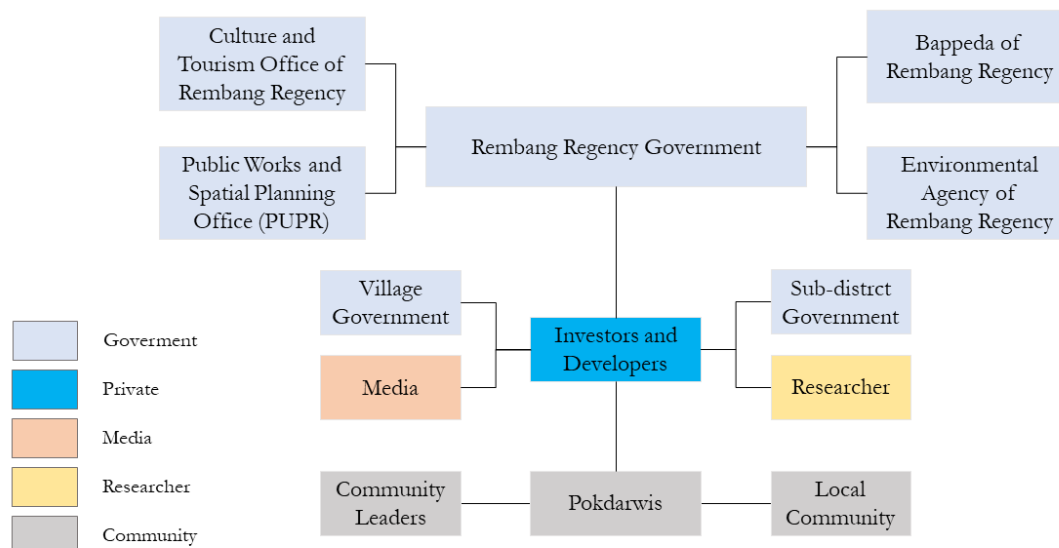 Culture and
Tourism Office of
Rembang Regency
Bappeda of
Rembang Regency
Rembang Regency Government
Public Works and
Spatial Planning
Office (PUPR)
Environmental
Agency of
Rembang Regency
Village
Government
Sub-distrct
Government
Investors and
Developers
Media
Researcher
Community
Leaders
Pokdarwis
Local
Community
Goverment
Private
Media
Researcher
Community